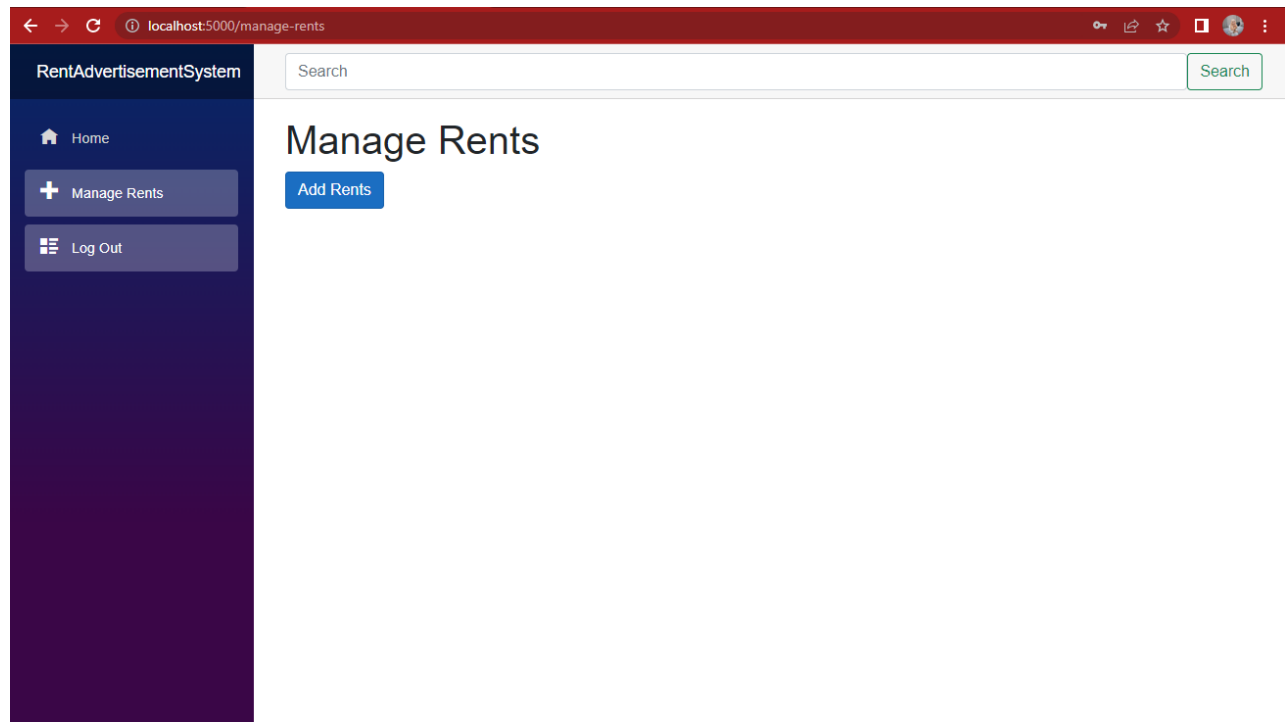 localhost:5000/manage-rents
RentAdvertisementSystem
Search
Search
Home
Manage Rents
Log Out
Manage Rents
Add Rents